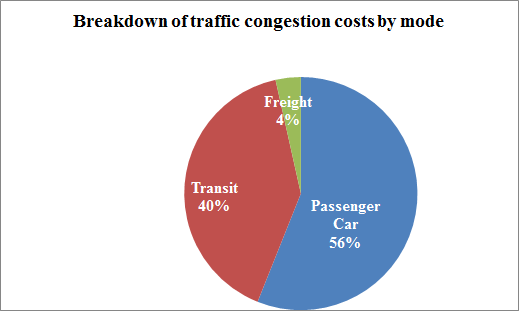 Breakdown of traffic congestion costs by mode
Freight
4%
Transit
40%
Passenger
Car
56%